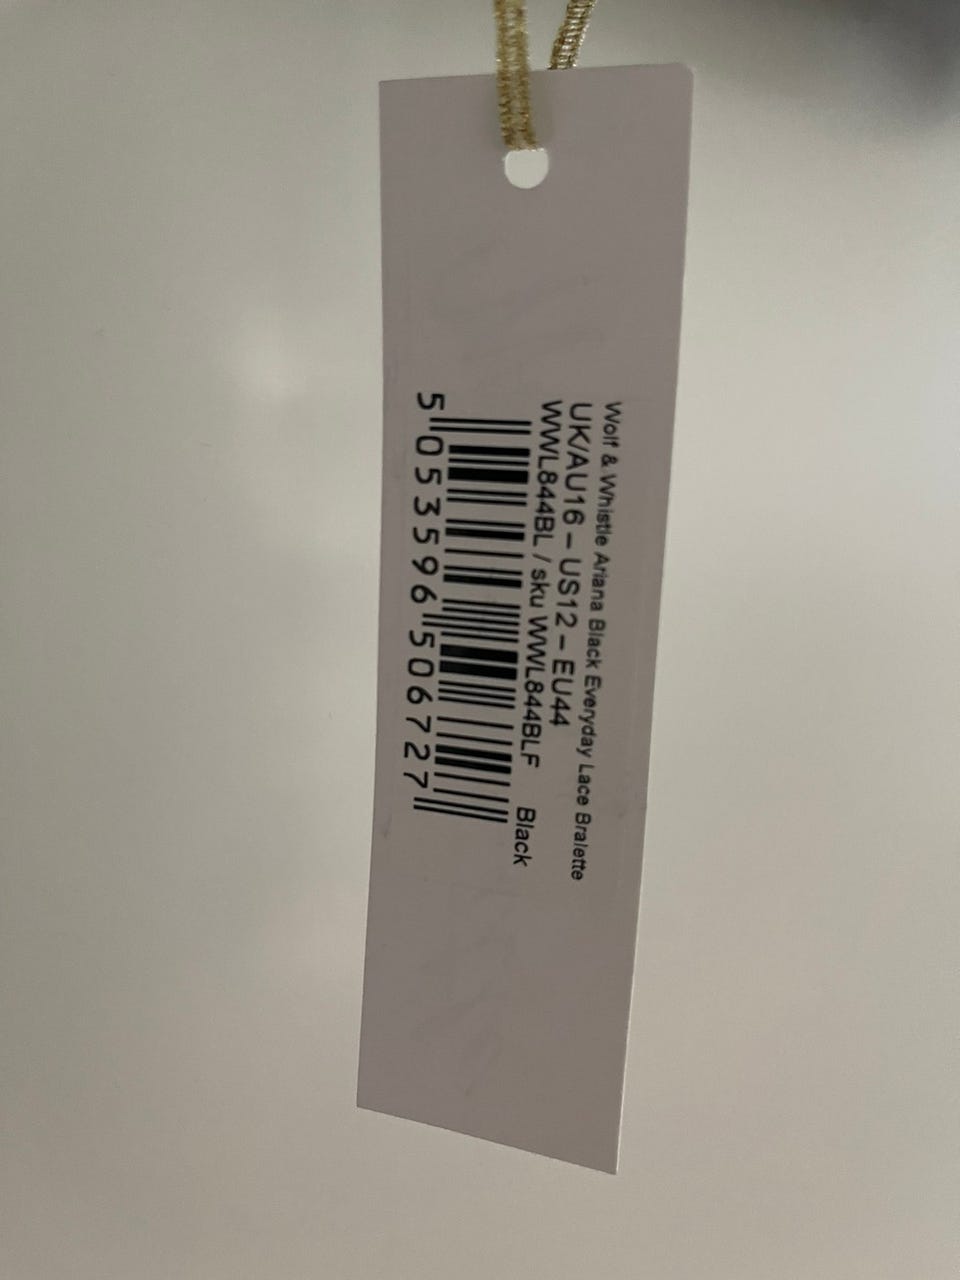 Wolf & Whistle Ariana Black Everyday Lace Bralette
UK/AU16 – US12 – EU44
WWL844BL / sku WWL844BLF Black
5 053596 506727